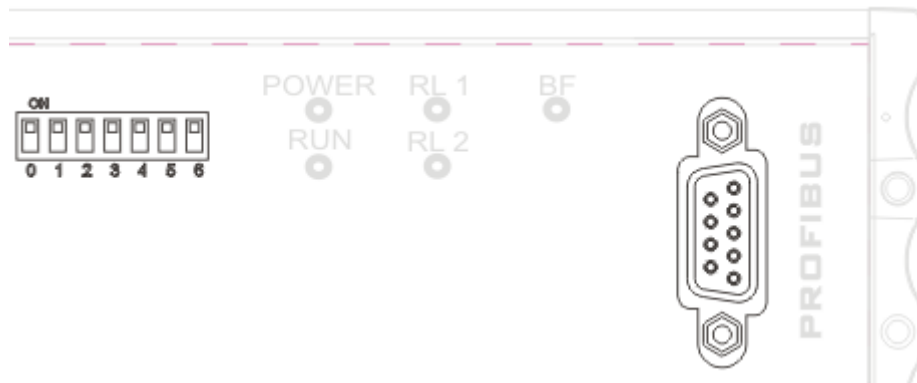 POWER RL 1 BF
ON
RUN RL 2
0 1 2 3 4 5 6
PROFIBUS